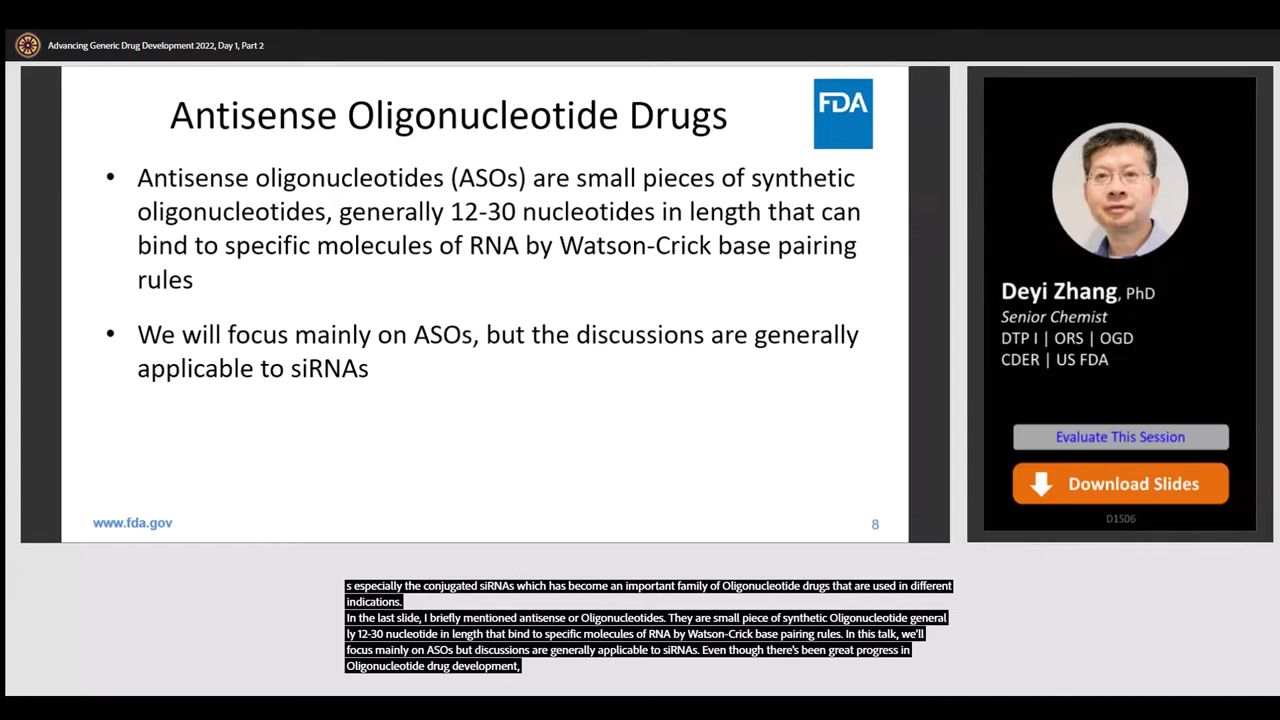 Advancing Generic Drug Development 2022, Day 1, Part 2
Antisense Oligonucleotide Drugs
FDA
• Antisense oligonucleotides (ASOs) are small pieces of synthetic
oligonucleotides, generally 12-30 nucleotides in length that can
bind to specific molecules of RNA by Watson-Crick base pairing
rules
• We will focus mainly on ASOs, but the discussions are generally
applicable to siRNAs
www.fda.gov
8
Deyi Zhang, PhD
Senior Chemist
DTP I | ORS | OGD
CDER | US FDA
Evaluate This Session
Download Slides
D1S06
s especially the conjugated siRNAs which has become an important family of Oligonucleotide drugs that are used in different
indications.
In the last slide, I briefly mentioned antisense or Oligonucleotides. They are small piece of synthetic Oligonucleotide general
ly 12-30 nucleotide in length that bind to specific molecules of RNA by Watson-Crick base pairing rules. In this talk, we'll
focus mainly on ASOs but discussions are generally applicable to siRNAs. Even though there's been great progress in
Oligonucleotide drug development,